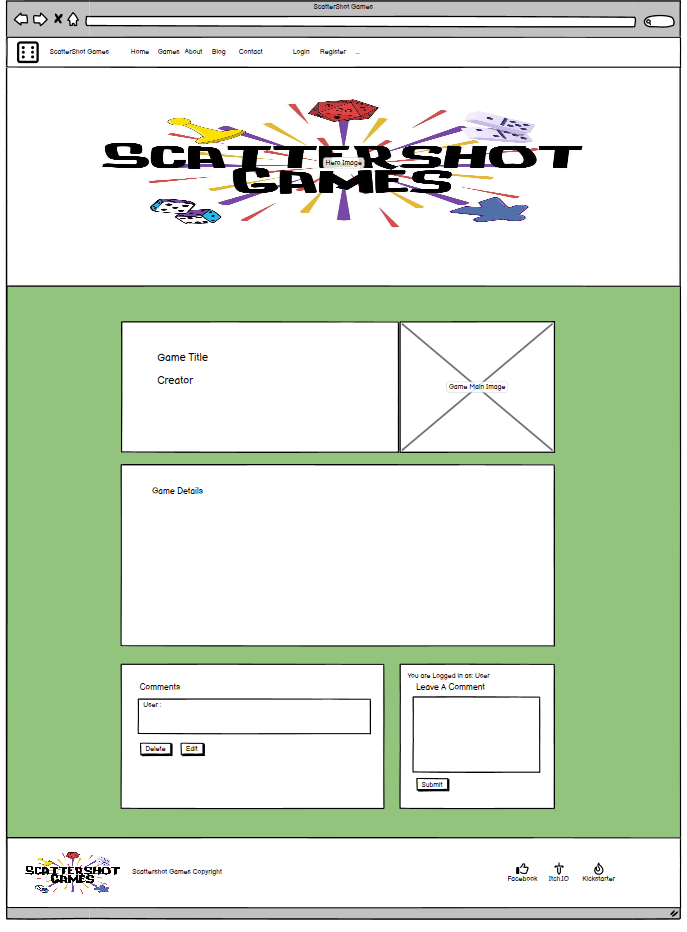 ScatterShot Games
ScatterShot Games Home Games About Blog Contact Login Register ...
SCATTERSHOT
GAMES
Hero Image
Game Title
Creator
Game Main Image
Game Details
Comments
User :
Delete Edit
You are Logged In as: User
Leave A Comment
Submit
SCATTERSHOT
GAMES
Scattershot Games Copyright
Facebook Itch.IO Kickstarter